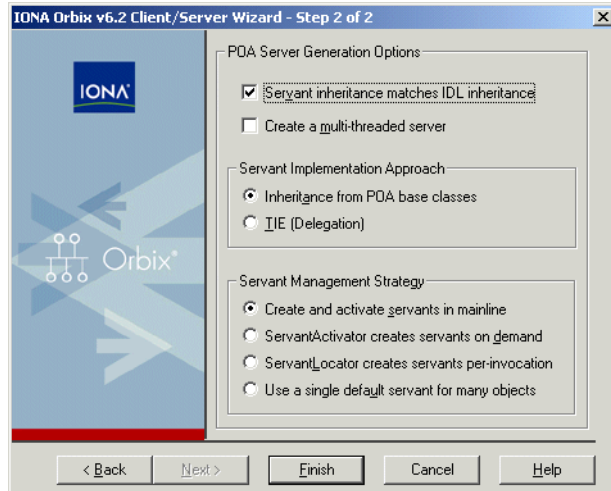 IONA Orbix v6.2 Client/Server Wizard - Step 2 of 2
IONA
Orbix
POA Server Generation Options
Servant inheritance matches IDL inheritance
Create a multi-threaded server
Servant Implementation Approach
Inheritance from POA base classes
TIE (Delegation)
Servant Management Strategy
Create and activate servants in mainline
ServantActivator creates servants on demand
ServantLocator creates servants per-invocation
Use a single default servant for many objects
< Back Next > Finish Cancel Help